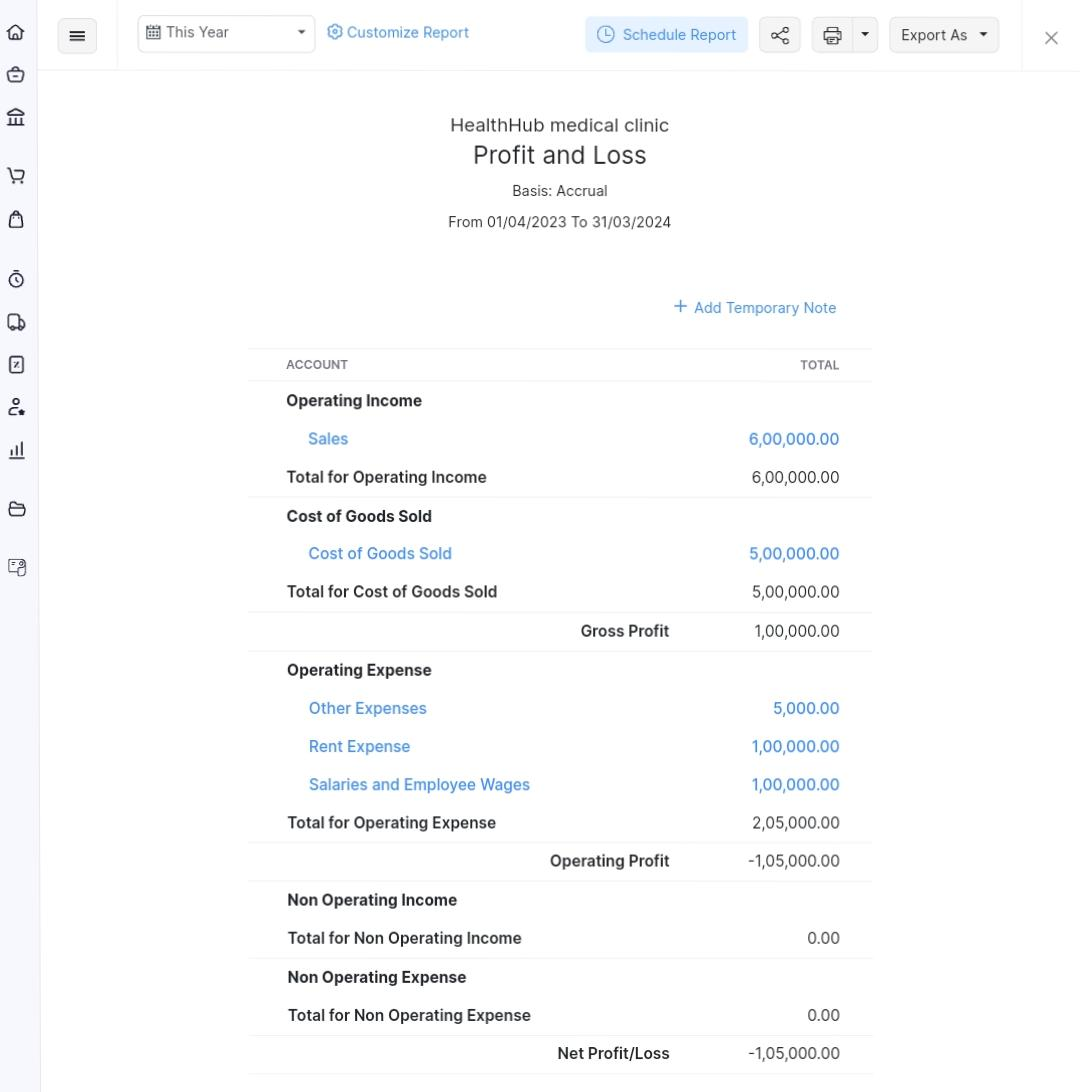 This Year
Customize Report
Schedule Report
Export As
HealthHub medical clinic
Profit and Loss
Basis: Accrual
From 01/04/2023 To 31/03/2024
+ Add Temporary Note
ACCOUNT TOTAL
Operating Income
Sales 6,00,000.00
Total for Operating Income 6,00,000.00
Cost of Goods Sold
Cost of Goods Sold 5,00,000.00
Total for Cost of Goods Sold 5,00,000.00
Gross Profit 1,00,000.00
Operating Expense
Other Expenses 5,000.00
Rent Expense 1,00,000.00
Salaries and Employee Wages 1,00,000.00
Total for Operating Expense 2,05,000.00
Operating Profit -1,05,000.00
Non Operating Income
Total for Non Operating Income 0.00
Non Operating Expense
Total for Non Operating Expense 0.00
Net Profit/Loss -1,05,000.00